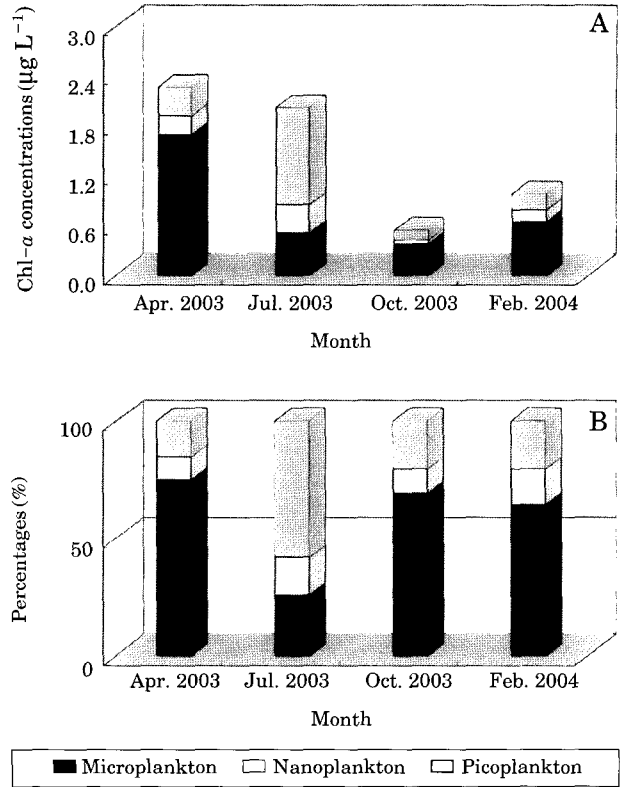 A
Chl-a concentrations (μg L⁻¹)
3.0
2.4
1.8
1.2
0.6
0.0
Apr. 2003 Jul. 2003 Oct. 2003 Feb. 2004
Month
B
Percentages (%)
100
50
0
Apr. 2003 Jul. 2003 Oct. 2003 Feb. 2004
Month
Microplankton Nanoplankton Picoplankton